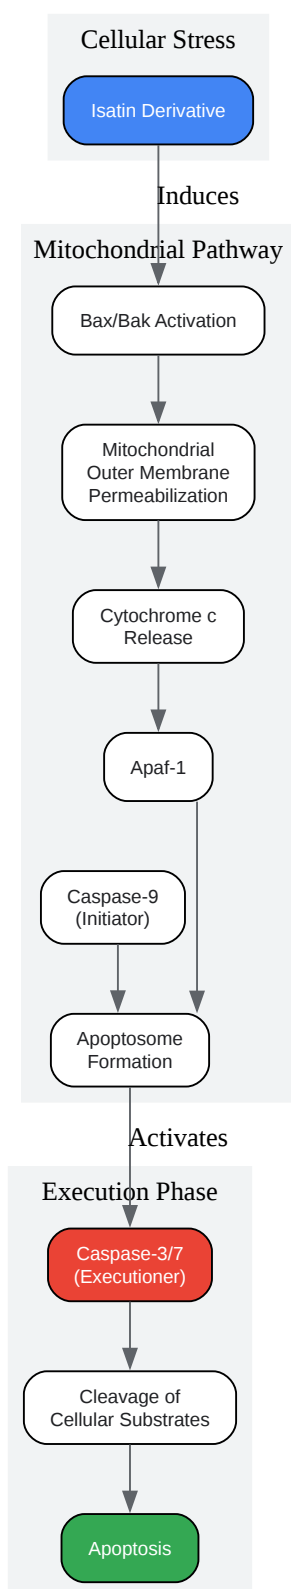 Cellular Stress
Isatin Derivative
Induces
Mitochondrial Pathway
Bax/Bak Activation
Mitochondrial
Outer Membrane
Permeabilization
Cytochrome c
Release
Apaf-1
Caspase-9
(Initiator)
Apoptosome
Formation
Activates
Execution Phase
Caspase-3/7
(Executioner)
Cleavage of
Cellular Substrates
Apoptosis